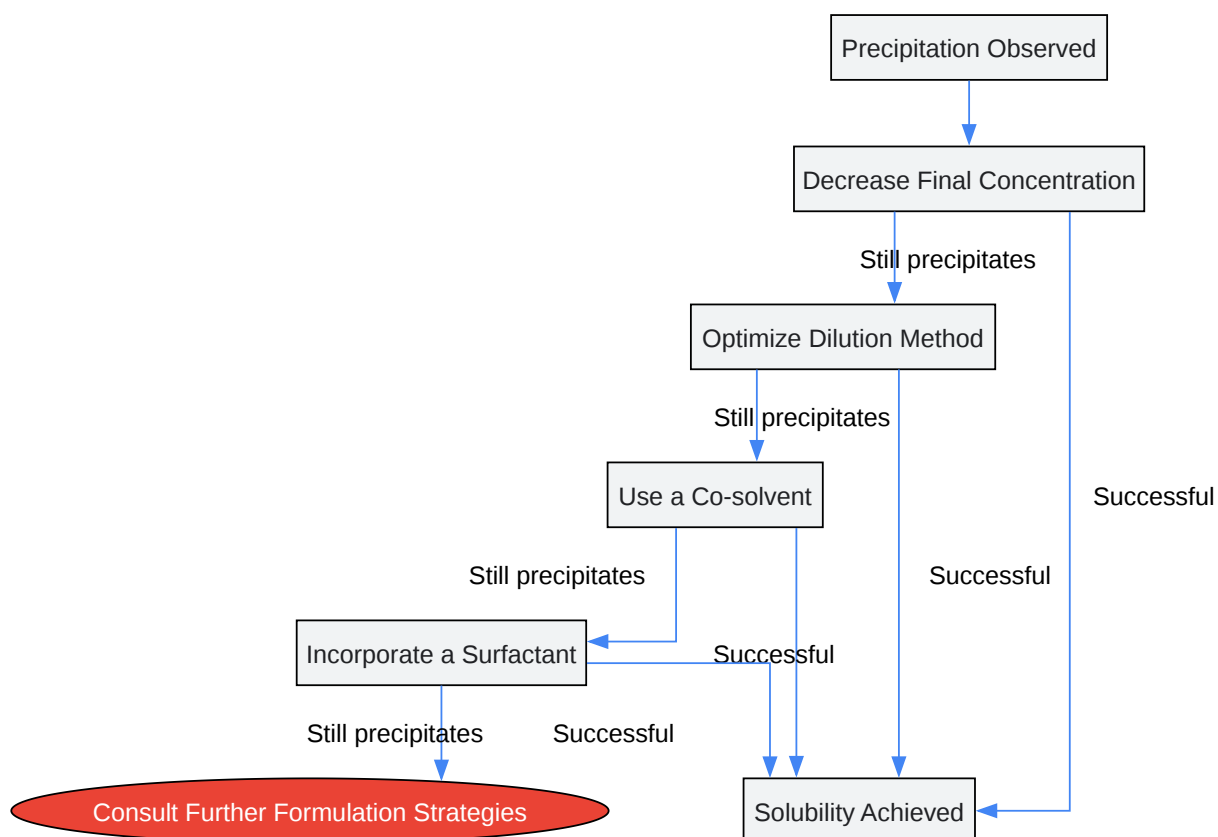 Precipitation Observed
Decrease Final Concentration
Still precipitates
Optimize Dilution Method
Still precipitates
Use a Co-solvent
Successful
Still precipitates
Successful
Incorporate a Surfactant
Successful
Still precipitates
Successful
Consult Further Formulation Strategies
Solubility Achieved